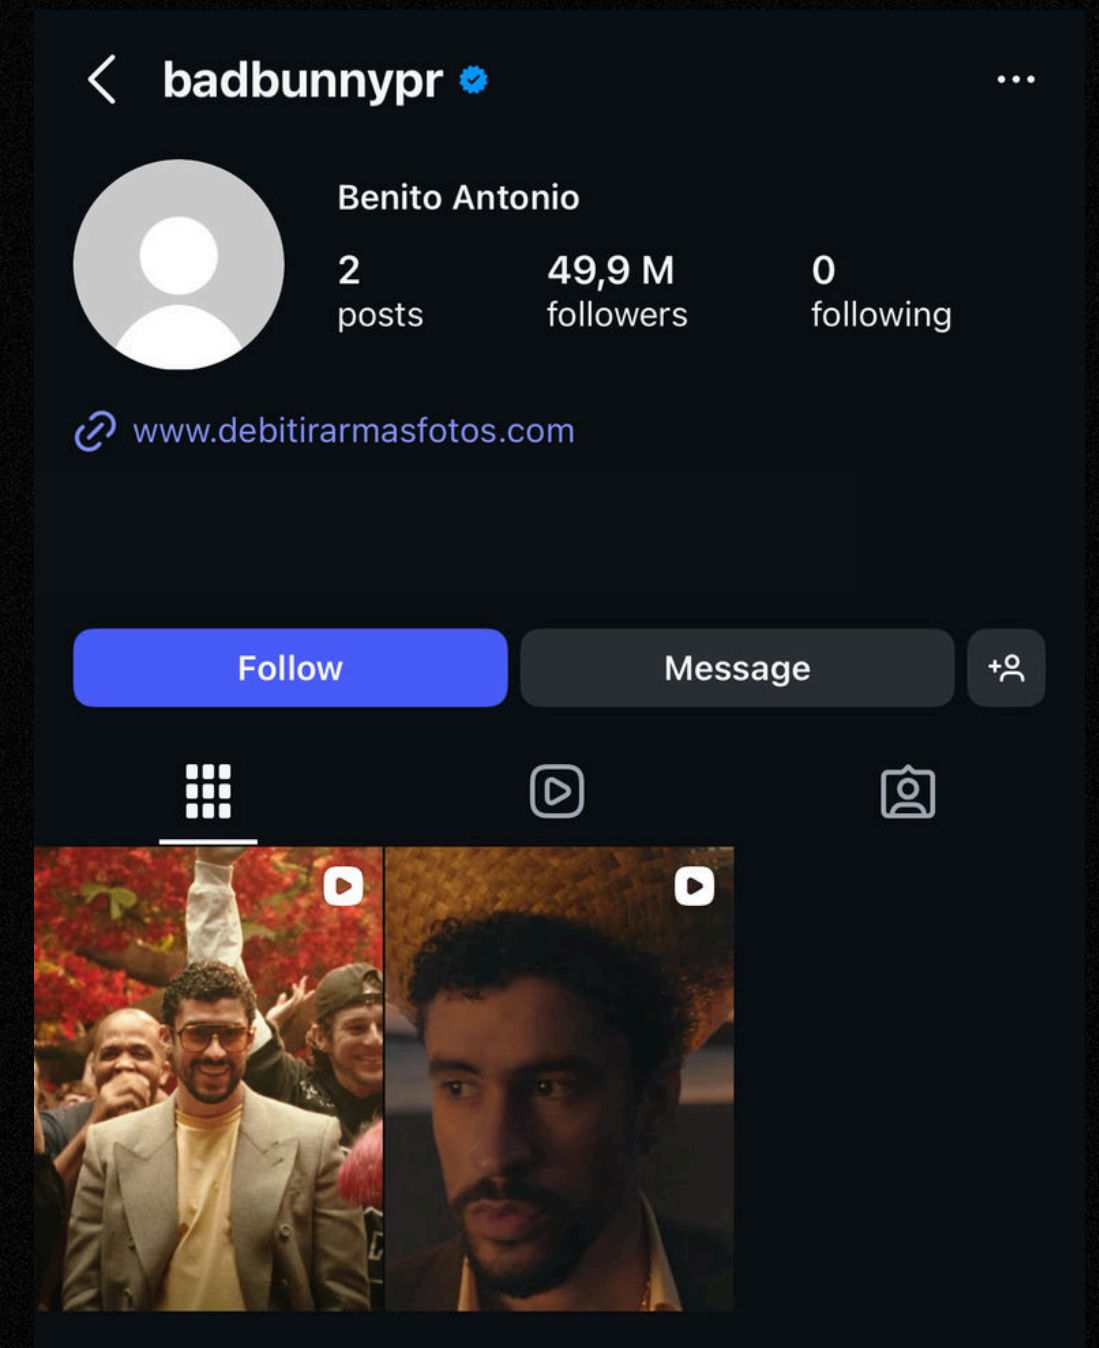 badbunnypr
Benito Antonio
2 49,9 M 0
posts followers following
www.debitirarmasfotos.com
Follow Message